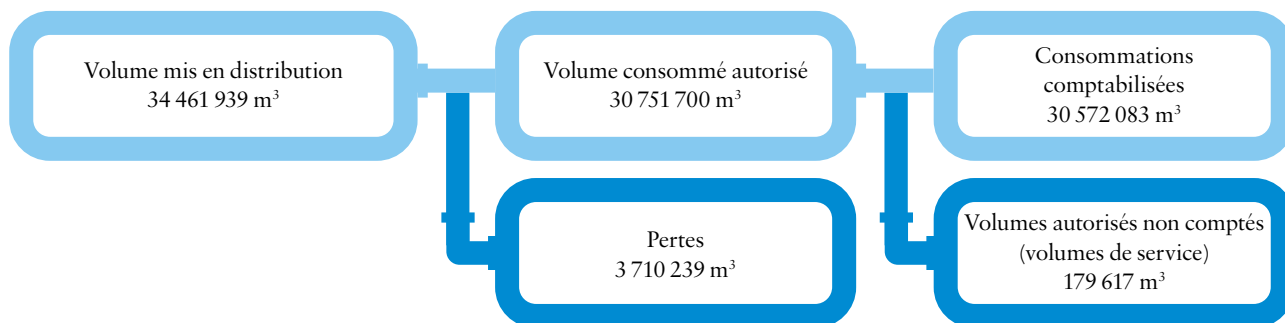 Volume mis en distribution
34 461 939 m³
Volume consommé autorisé
30 751 700 m³
Consommations
comptabilisées
30 572 083 m³
Pertes
3 710 239 m³
Volumes autorisés non comptés
(volumes de service)
179 617 m³